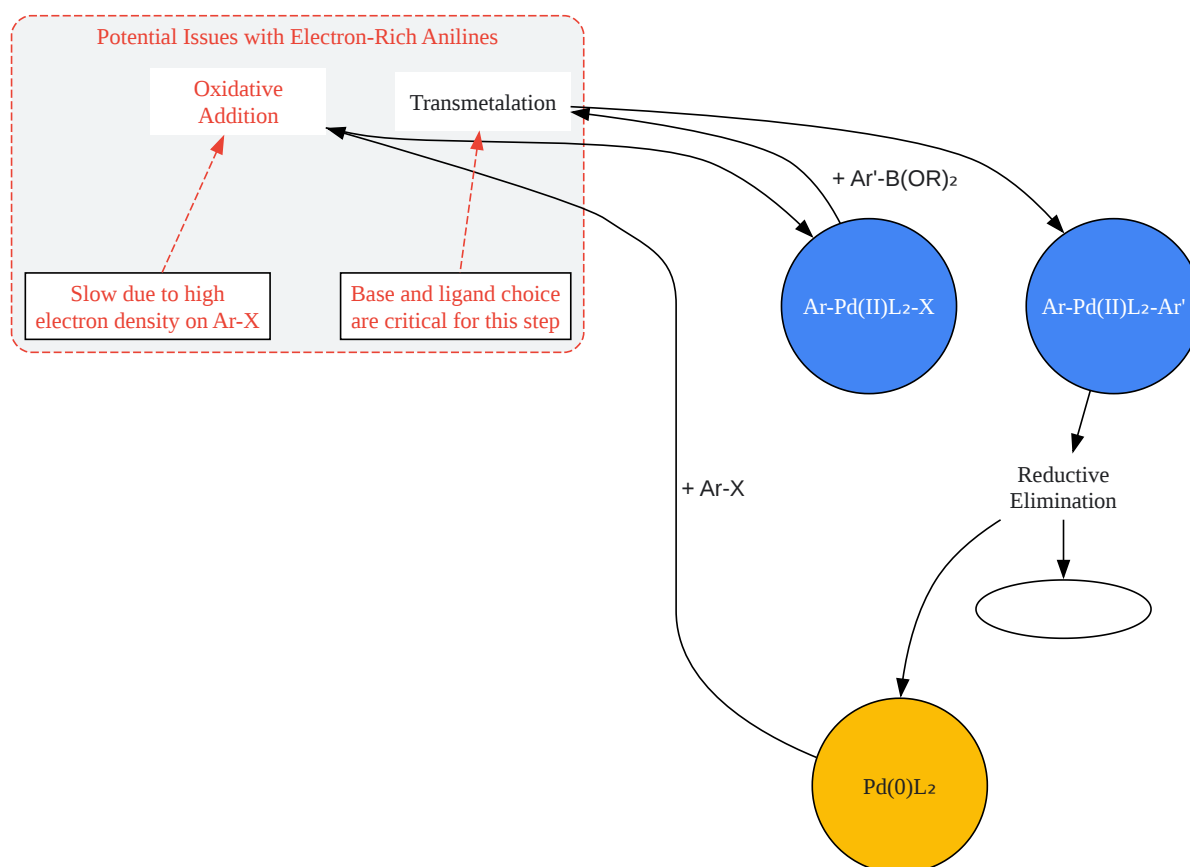 Potential Issues with Electron-Rich Anilines
Oxidative
Addition
Transmetalation
+ Ar'-B(OR)₂
Slow due to high
electron density on Ar-X
Base and ligand choice
are critical for this step
Ar-Pd(II)L₂-X
Ar-Pd(II)L₂-Ar'
+ Ar-X
Reductive
Elimination
Pd(0)L₂